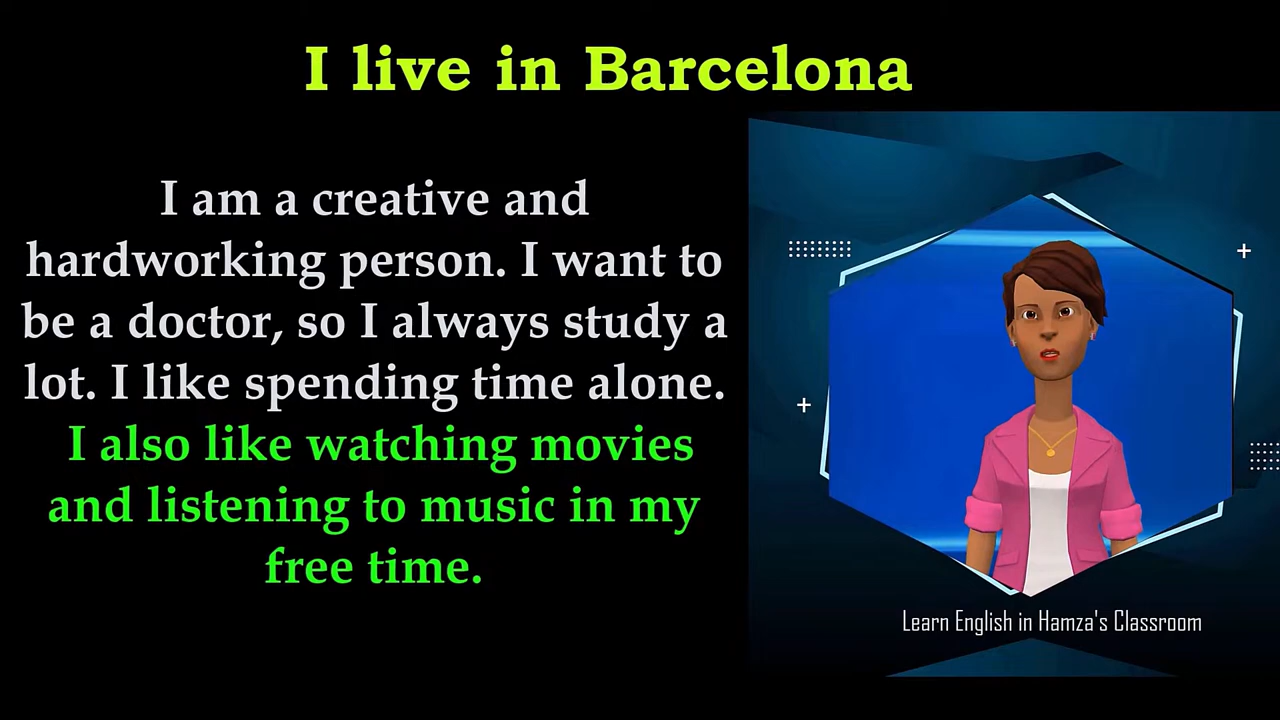 I live in Barcelona
I am a creative and
hardworking person. I want to
be a doctor, so I always study a
lot. I like spending time alone.
I also like watching movies
and listening to music in my
free time.
Learn English in Hamza's Classroom